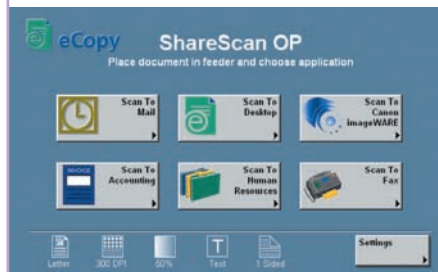 eCopy
ShareScan OP
Place document in feeder and choose application
Scan To
Mail
Scan To
Desktop
Scan To
Canon
imageWARE
INVOICE
Scan To
Accounting
Scan To
Human
Resources
Scan To
Fax
Letter
300 DPI
50%
Text
1 Sided
Settings